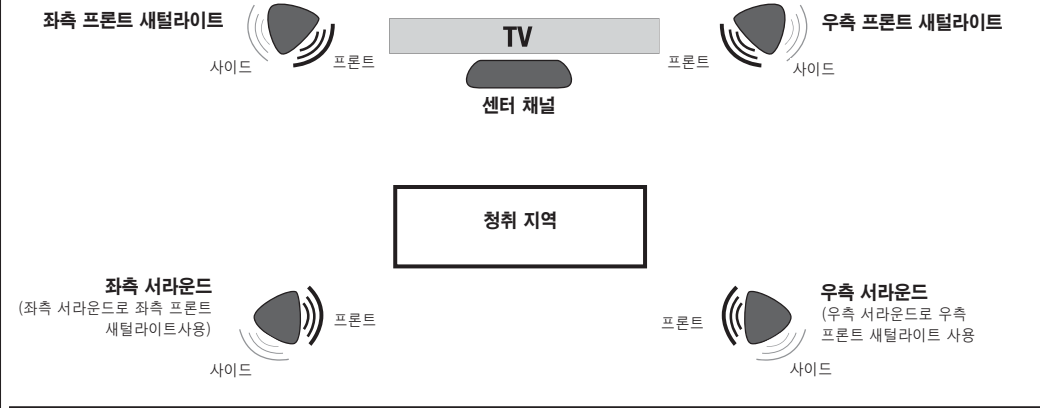 좌측 프론트 새털라이트
TV
우측 프론트 새털라이트
사이드
프론트
프론트
사이드
센터 채널
청취 지역
좌측 서라운드
(좌측 서라운드로 좌측 프론트
새털라이트사용)
프론트
사이드
우측 서라운드
(우측 서라운드로 우측
프론트 새털라이트 사용
프론트
사이드